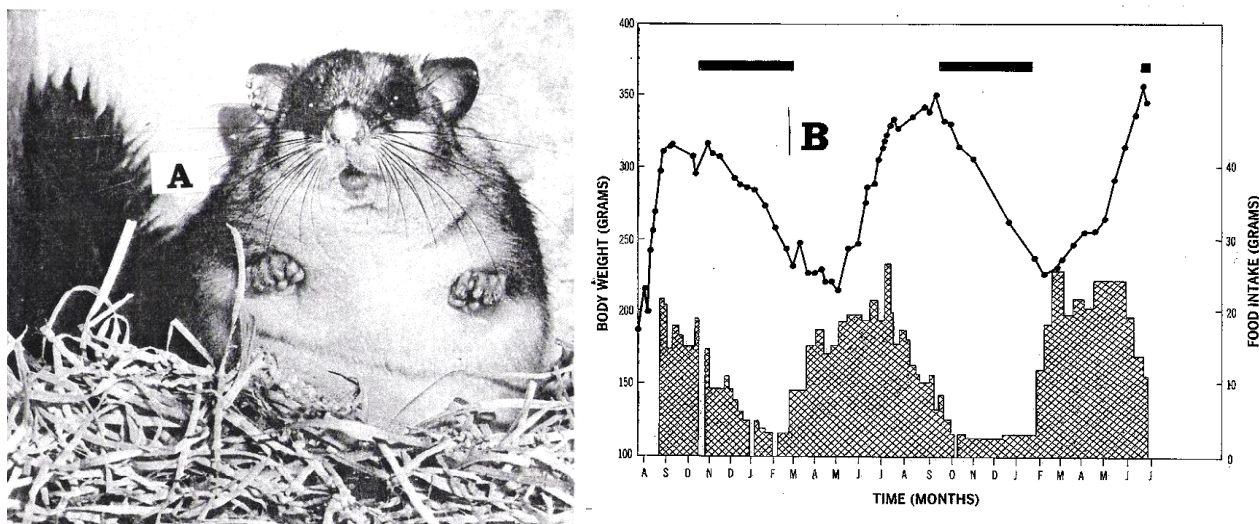 A
B
400
350
300
250
200
150
100
BODY WEIGHT (GRAMS)
40
30
20
10
0
FOOD INTAKE (GRAMS)
A S O N D J F M A M J J A S O N D J F M A M J J
TIME (MONTHS)